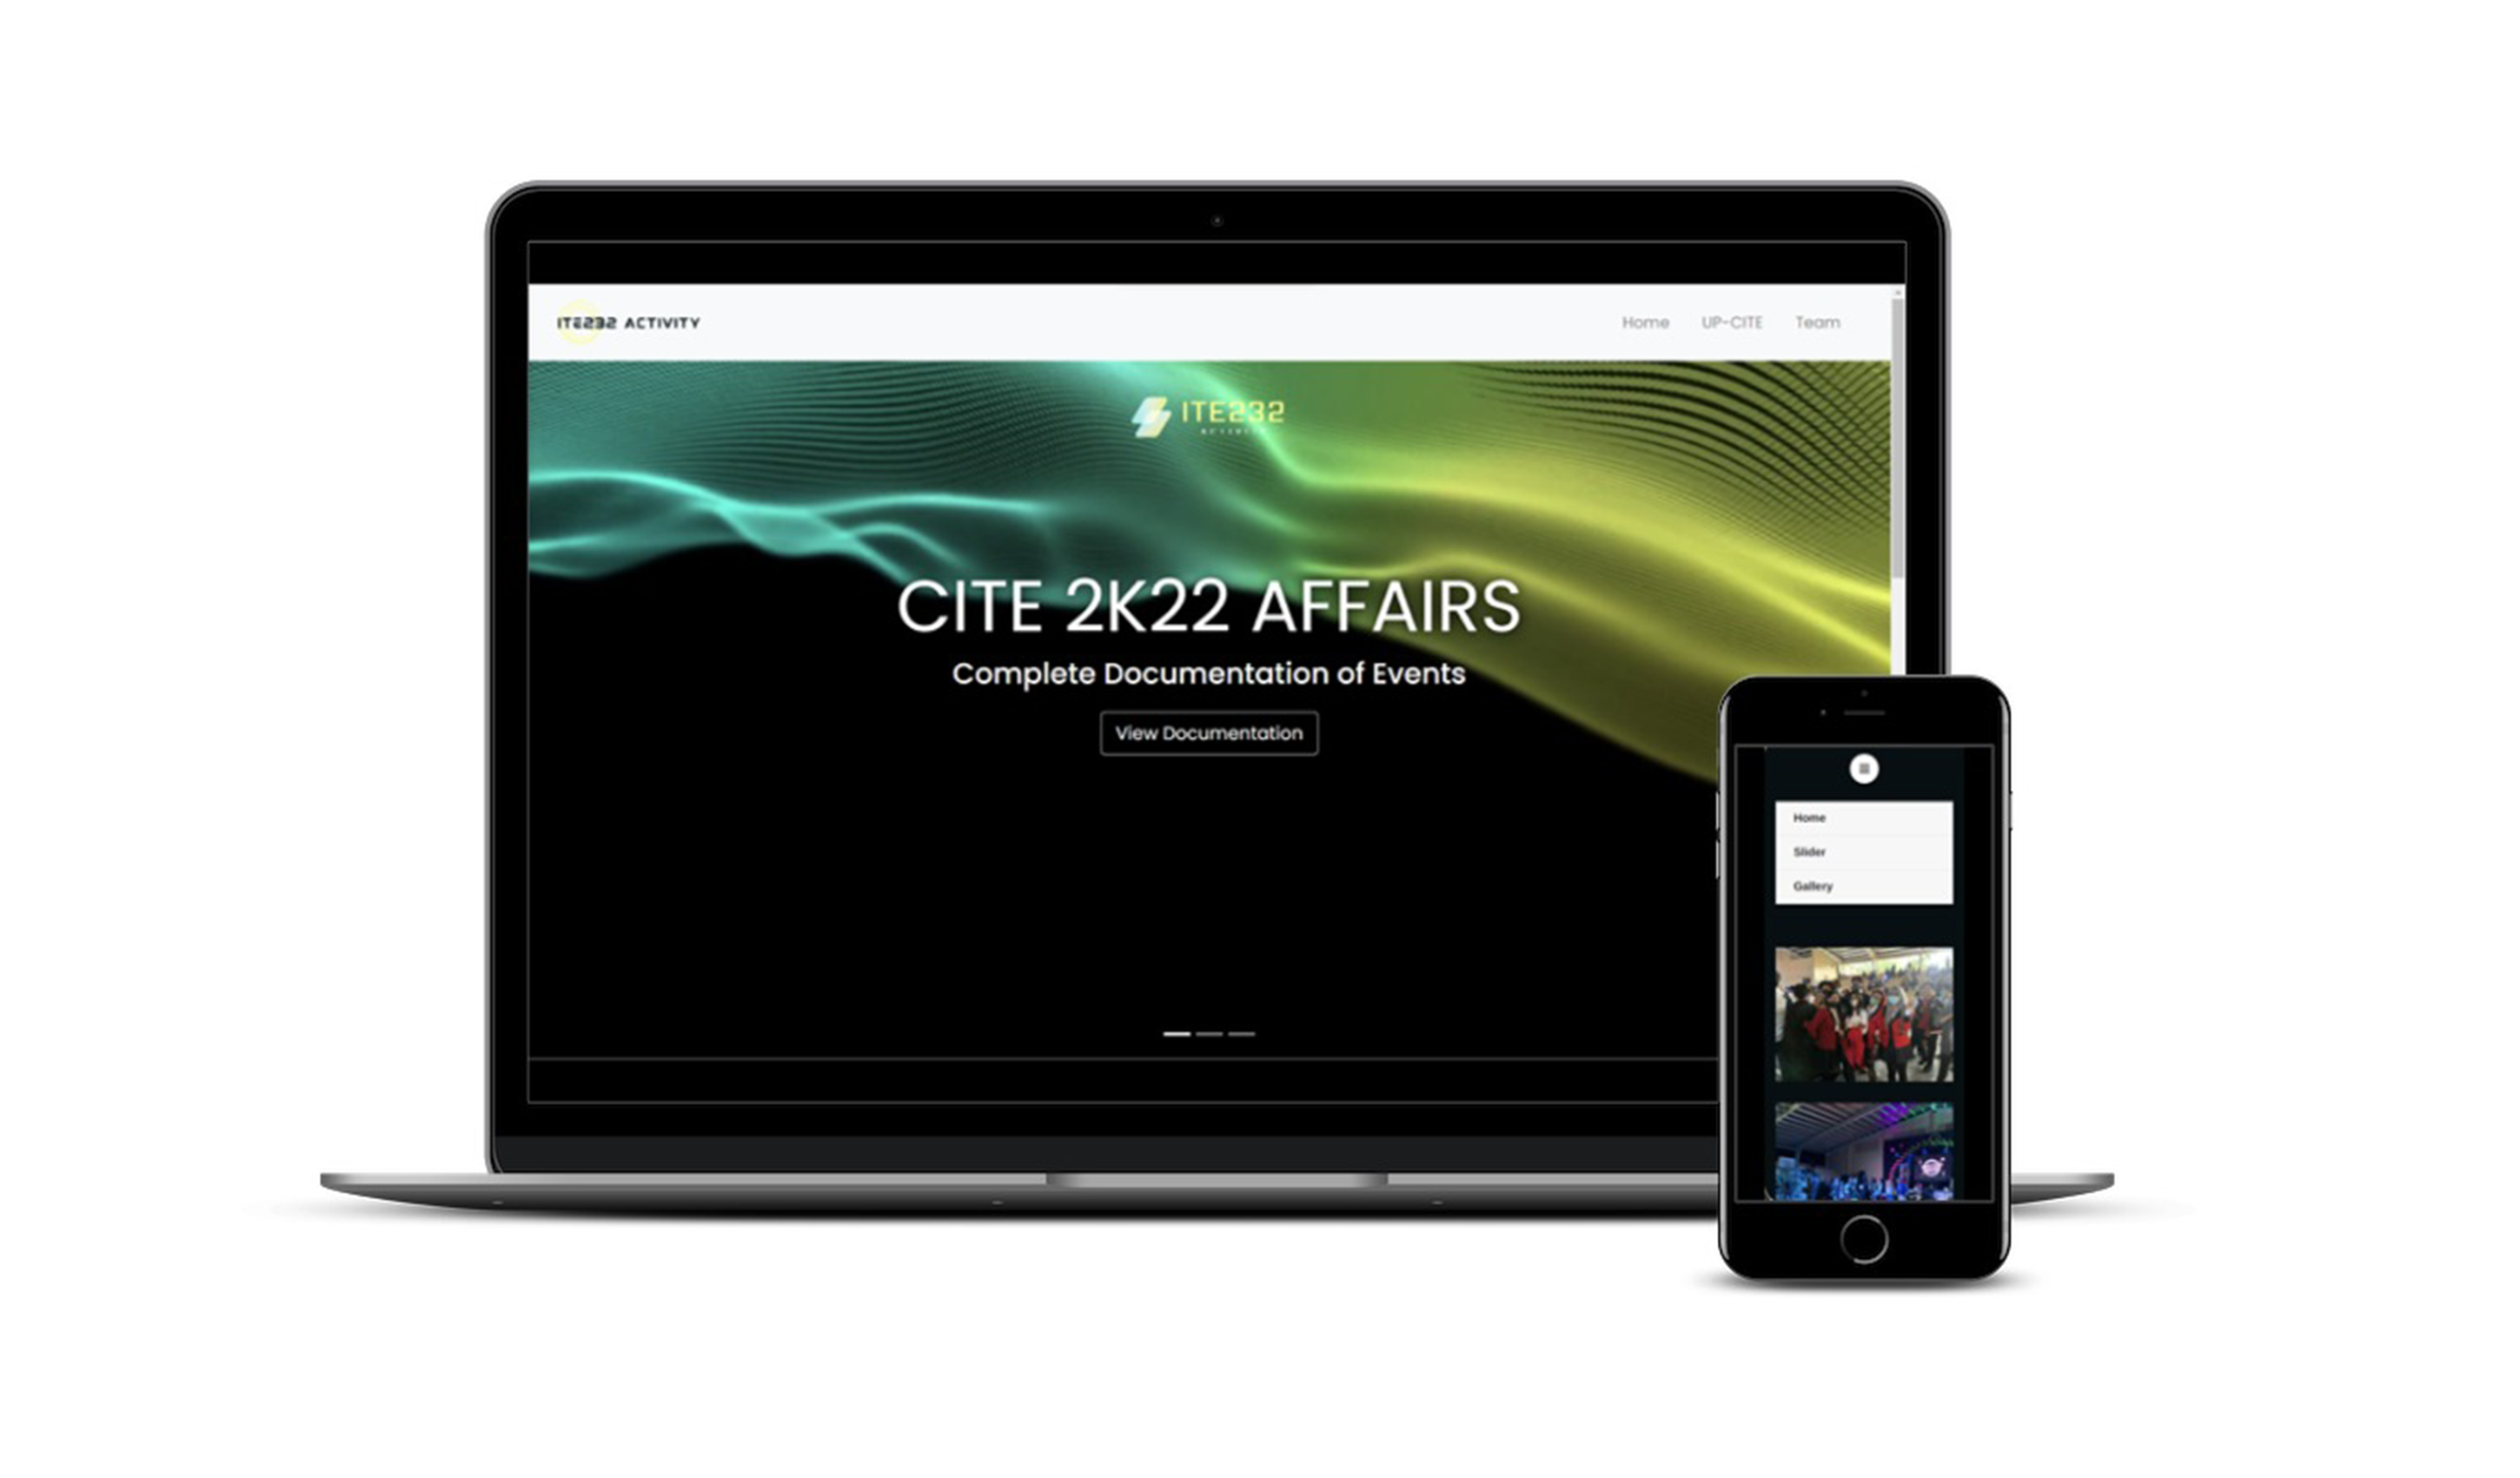 ITE232 ACTIVITY
Home UP-CITE Team
ITE232
CITE 2K22 AFFAIRS
Complete Documentation of Events
View Documentation
Home
Slider
Gallery